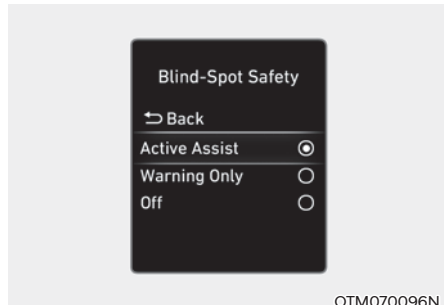 Blind-Spot Safety
Back
Active Assist
Warning Only
Off
OTM070096N